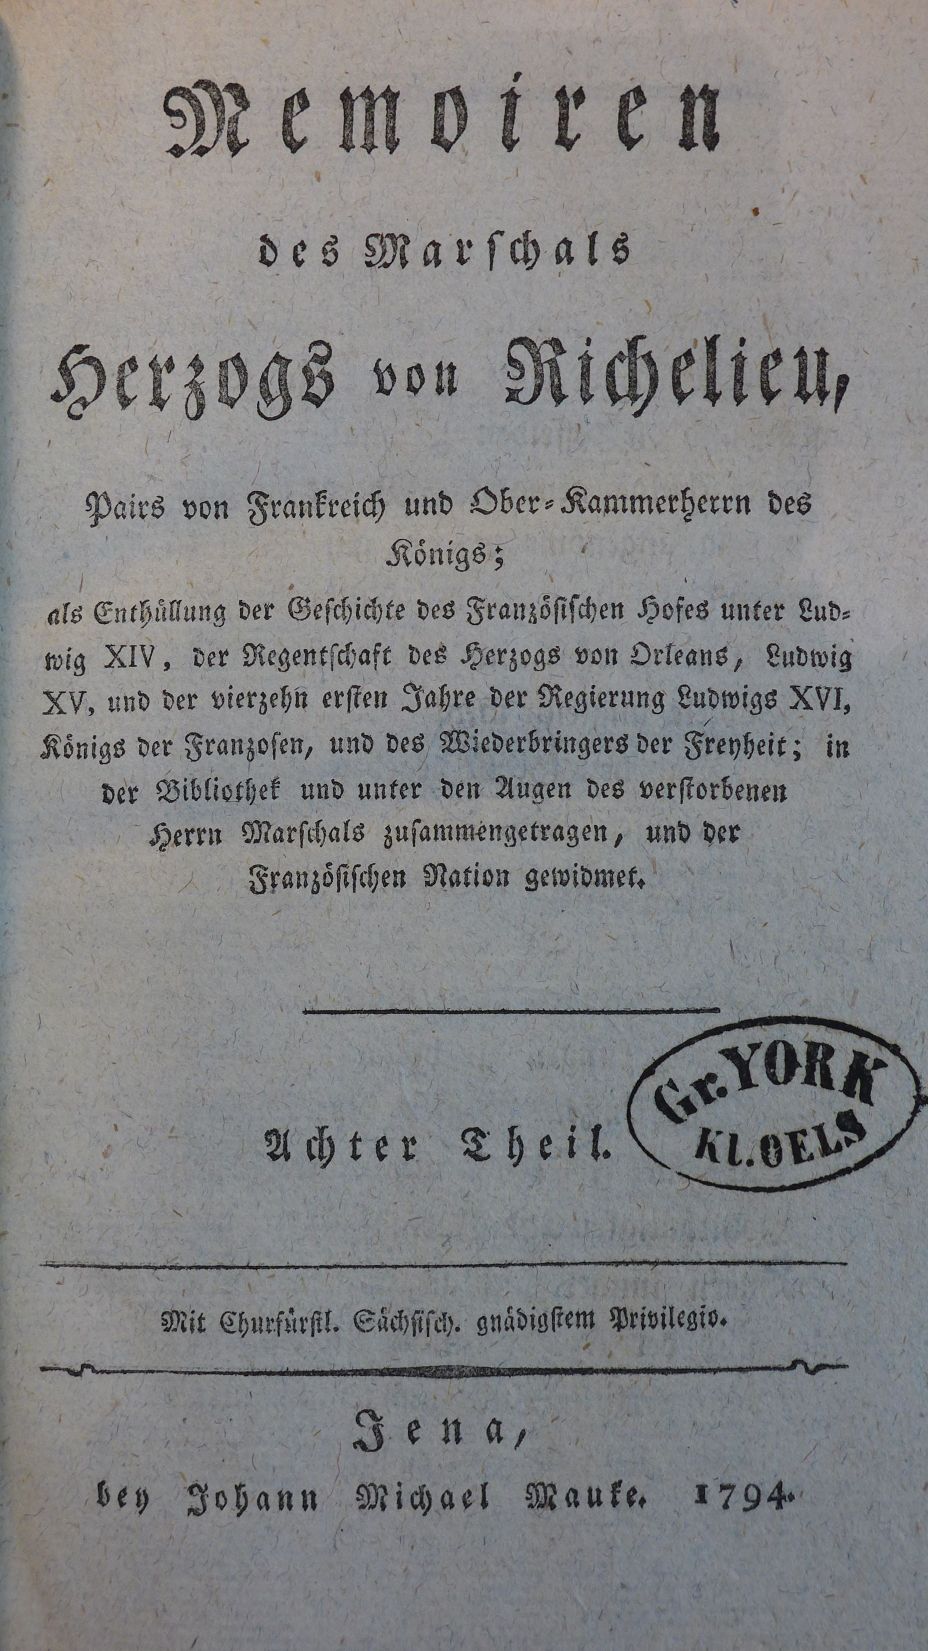 Memoiren
des Marschals
Herzogs von Richelieu,
Pairs von Frankreich und Ober-Kammerherrn des
Königs;
als Enthüllung der Geschichte des Französischen Hofes unter Lud-
wig XIV, der Regentschaft des Herzogs von Orleans, Ludwig
XV, und der vierzehn ersten Jahre der Regierung Ludwigs XVI,
Königs der Franzosen, und des Wiederbringers der Freyheit; in
der Bibliothek und unter den Augen des verstorbenen
Herrn Marschals zusammengetragen, und der
Französischen Nation gewidmet.
Achter Theil.
Gr. YORK
Kl. OELS
Mit Churfürstl. Sächsisch. gnädigstem Privilegio.
Jena,
bey Johann Michael Mauke. 1794.